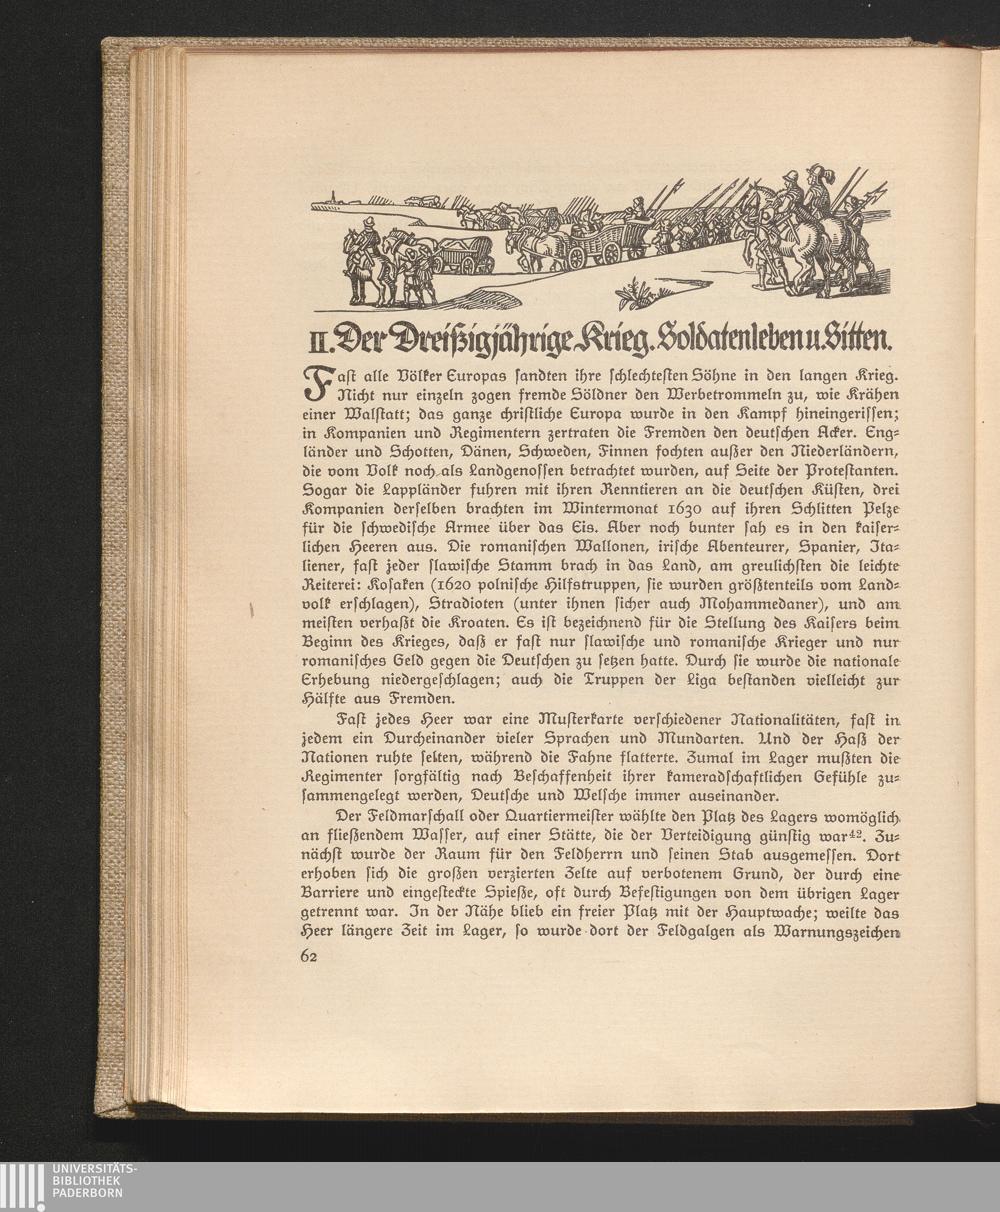 II. Der Dreißigjährige Krieg. Soldatenleben u. Sitten.
Fast alle Völker Europas sandten ihre schlechtesten Söhne in den langen Krieg.
Nicht nur einzeln zogen fremde Söldner den Werbetrommeln zu, wie Krähen
einer Walstatt; das ganze christliche Europa wurde in den Kampf hineingerissen;
in Kompanien und Regimentern zertraten die Fremden den deutschen Acker. Eng-
länder und Schotten, Dänen, Schweden, Finnen fochten außer den Niederländern,
die vom Volk noch als Landgenossen betrachtet wurden, auf Seite der Protestanten.
Sogar die Lappländer fuhren mit ihren Renntieren an die deutschen Küsten, drei
Kompanien derselben brachten im Wintermonat 1630 auf ihren Schlitten Pelze
für die schwedische Armee über das Eis. Aber noch bunter sah es in den kaiser-
lichen Heeren aus. Die romanischen Wallonen, irische Abenteurer, Spanier, Ita-
liener, fast jeder slawische Stamm brach in das Land, am greulichsten die leichte
Reiterei: Kosaken (1620 polnische Hilfstruppen, sie wurden größtenteils vom Land-
volk erschlagen), Stradioten (unter ihnen sicher auch Mohammedaner), und am
meisten verhaßt die Kroaten. Es ist bezeichnend für die Stellung des Kaisers beim
Beginn des Krieges, daß er fast nur slawische und romanische Krieger und nur
romanisches Geld gegen die Deutschen zu setzen hatte. Durch sie wurde die nationale
Erhebung niedergeschlagen; auch die Truppen der Liga bestanden vielleicht zur
Hälfte aus Fremden.
Fast jedes Heer war eine Musterkarte verschiedener Nationalitäten, fast in
jedem ein Durcheinander vieler Sprachen und Mundarten. Und der Haß der
Nationen ruhte selten, während die Fahne flatterte. Zumal im Lager mußten die
Regimenter sorgfältig nach Beschaffenheit ihrer kameradschaftlichen Gefühle zu-
sammengelegt werden, Deutsche und Welsche immer auseinander.
Der Feldmarschall oder Quartiermeister wählte den Platz des Lagers womöglich
an fließendem Wasser, auf einer Stätte, die der Verteidigung günstig war⁴². Zu-
nächst wurde der Raum für den Feldherrn und seinen Stab ausgemessen. Dort
erhoben sich die großen verzierten Zelte auf verbotenem Grund, der durch eine
Barriere und eingesteckte Spieße, oft durch Befestigungen von dem übrigen Lager
getrennt war. In der Nähe blieb ein freier Platz mit der Hauptwache; weilte das
Heer längere Zeit im Lager, so wurde dort der Feldgalgen als Warnungszeichen
62
UNIVERSITÄTS-
BIBLIOTHEK
PADERBORN